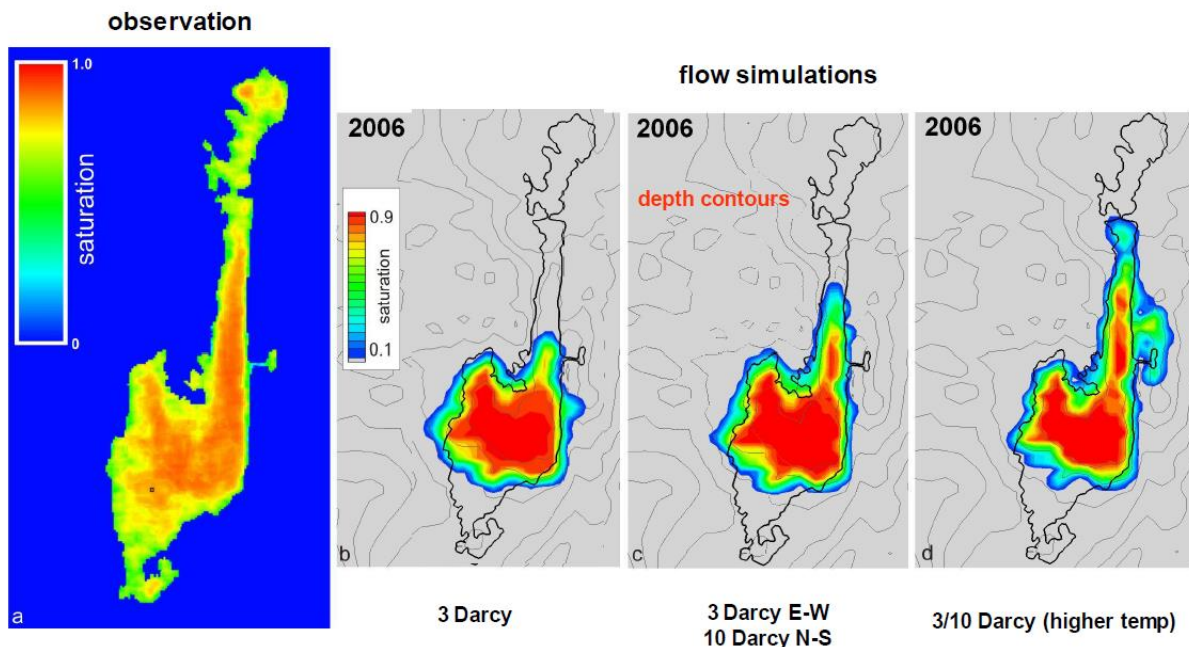 observation
flow simulations
1.0
saturation
0
a
2006
0.9
saturation
0.1
b
3 Darcy
2006
depth contours
c
3 Darcy E-W
10 Darcy N-S
2006
d
3/10 Darcy (higher temp)